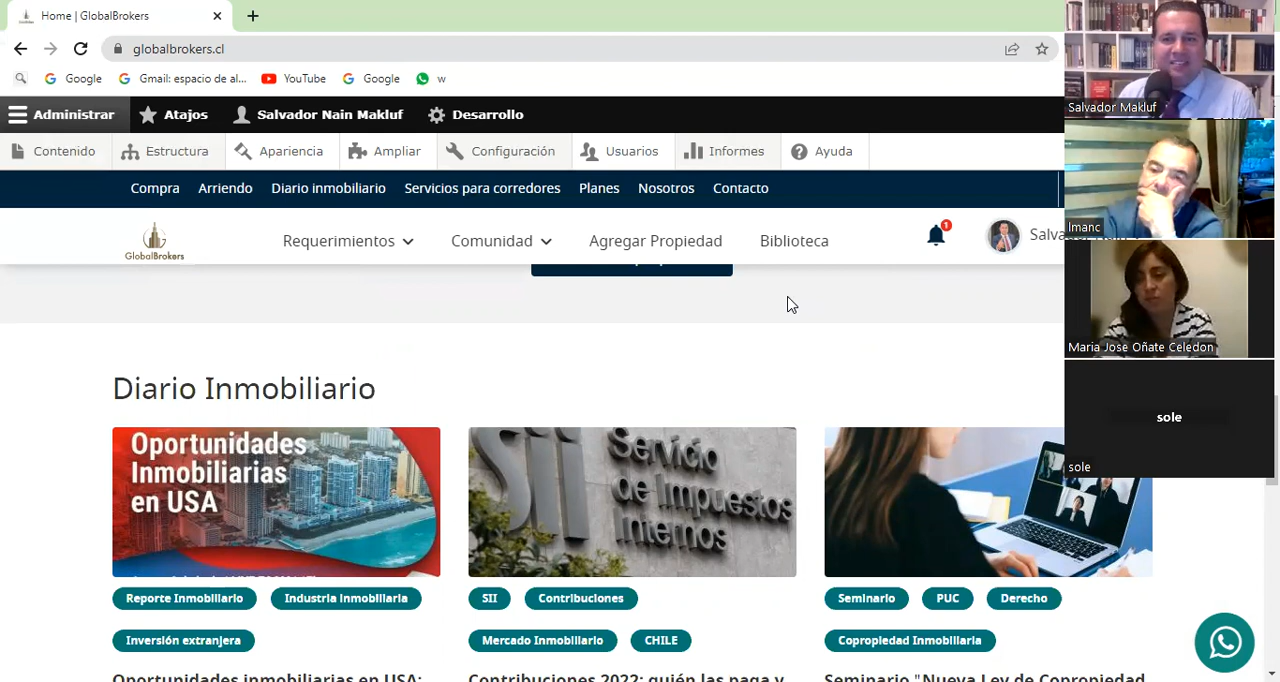 Home | GlobalBrokers
globalbrokers.cl
Google
Gmail: espacio de al...
YouTube
Google
w
Administrar
Atajos
Salvador Nain Makluf
Desarrollo
Contenido
Estructura
Apariencia
Ampliar
Configuración
Usuarios
Informes
Ayuda
Compra
Arriendo
Diario inmobiliario
Servicios para corredores
Planes
Nosotros
Contacto
GlobalBrokers
Requerimientos
Comunidad
Agregar Propiedad
Biblioteca
1
Salvador
Salvador Makluf
lmanc
Maria Jose Oñate Celedon
sole
sole
Diario Inmobiliario
Oportunidades
Inmobiliarias
en USA
Sii
Servicio
de Impuestos
Internos
Reporte Inmobiliario
Industria inmobiliaria
SII
Contribuciones
Seminario
PUC
Derecho
Inversión extranjera
Mercado Inmobiliario
CHILE
Copropiedad Inmobiliaria
Oportunidades inmobiliarias en USA:
Contribuciones 2022: quién las paga y
Seminario "Nueva Ley de Copropiedad